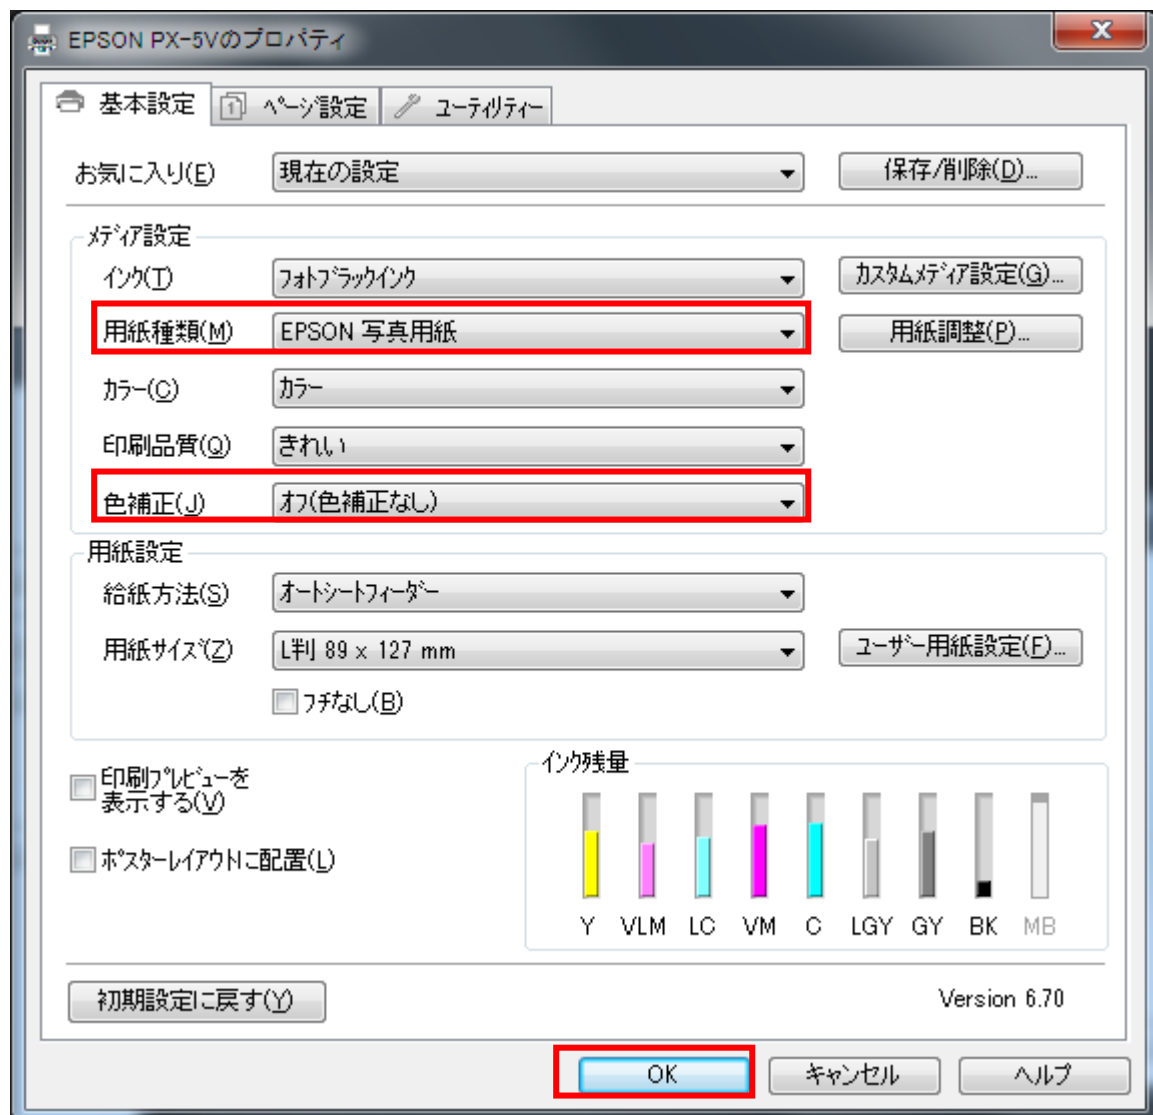 EPSON PX-5Vのプロパティ
基本設定 ページ設定 ユーティリティー
お気に入り(E) 現在の設定 保存/削除(D)...
メディア設定
インク(T) フォトブラックインク カスタムメディア設定(G)...
用紙種類(M) EPSON 写真用紙 用紙調整(P)...
カラー(C) カラー
印刷品質(Q) きれい
色補正(J) オフ(色補正なし)
用紙設定
給紙方法(S) オートシートフィーダー
用紙サイズ(Z) L判 89 x 127 mm ユーザー用紙設定(F)...
フチなし(B)
印刷プレビューを
表示する(V)
ポスターレイアウトに配置(L)
インク残量
Y VLM LC VM C LGY GY BK MB
初期設定に戻す(Y) Version 6.70
OK キャンセル ヘルプ